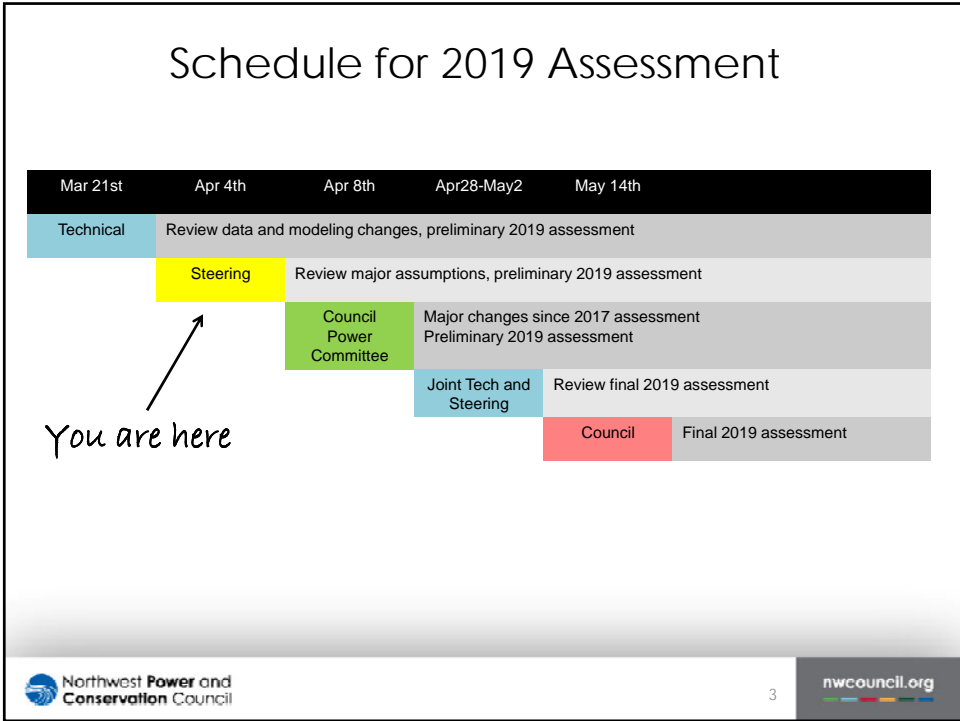 Schedule for 2019 Assessment
Mar 21st Apr 4th Apr 8th Apr28-May2 May 14th
Technical Review data and modeling changes, preliminary 2019 assessment
Steering Review major assumptions, preliminary 2019 assessment
Council
Power
Committee
Major changes since 2017 assessment
Preliminary 2019 assessment
Joint Tech and
Steering
Review final 2019 assessment
Council Final 2019 assessment
You are here
Northwest Power and
Conservation Council
3
nwcouncil.org